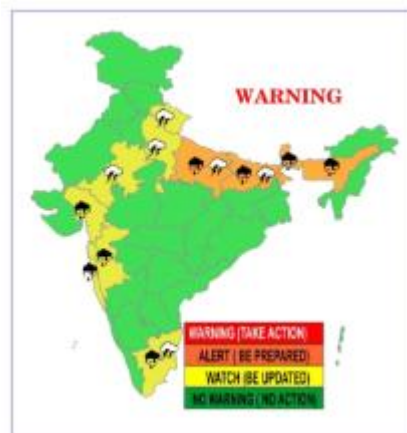 WARNING
WARNING (TAKE ACTION)
ALERT ( BE PREPARED)
WATCH (BE UPDATED)
NO WARNING ( NO ACTION)